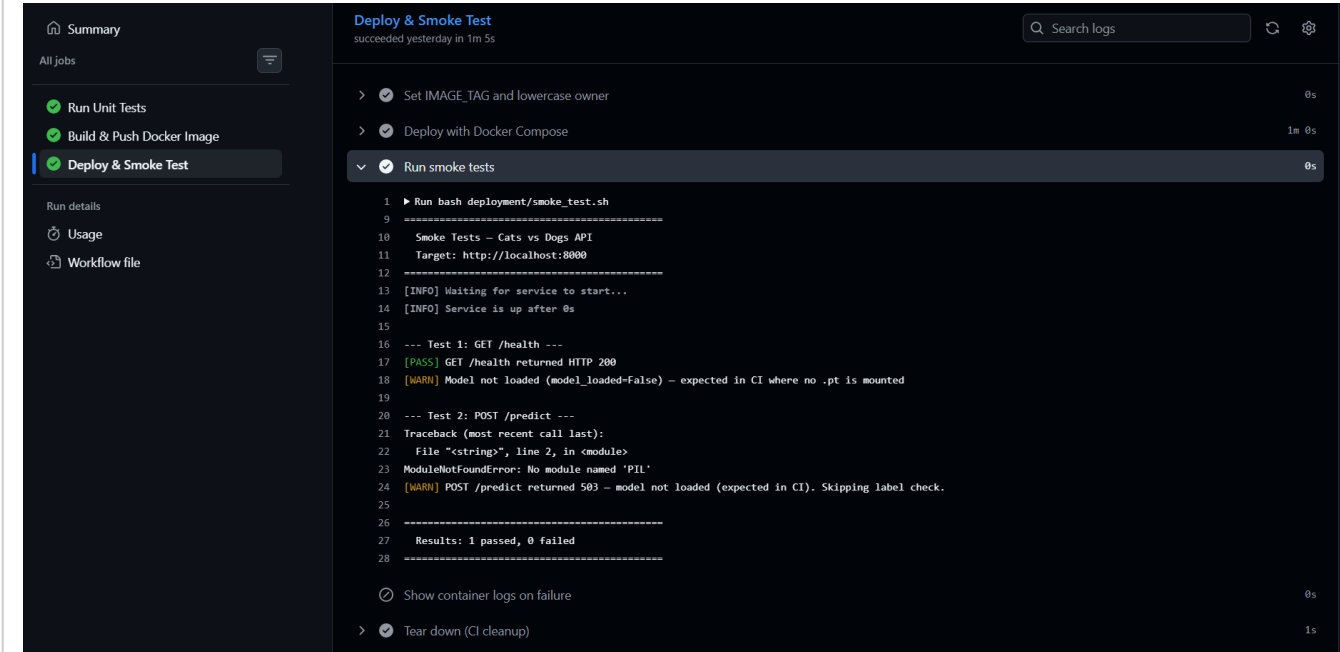 Summary
All jobs
Run Unit Tests
Build & Push Docker Image
Deploy & Smoke Test
Run details
Usage
Workflow file
Deploy & Smoke Test
succeeded yesterday in 1m 5s
Search logs
Set IMAGE_TAG and lowercase owner 0s
Deploy with Docker Compose 1m 0s
Run smoke tests 0s
1 Run bash deployment/smoke_test.sh
9 ============================================
10 Smoke Tests — Cats vs Dogs API
11 Target: http://localhost:8000
12 ============================================
13 [INFO] Waiting for service to start...
14 [INFO] Service is up after 0s
15
16 --- Test 1: GET /health ---
17 [PASS] GET /health returned HTTP 200
18 [WARN] Model not loaded (model_loaded=False) — expected in CI where no .pt is mounted
19
20 --- Test 2: POST /predict ---
21 Traceback (most recent call last):
22 File "<string>", line 2, in <module>
23 ModuleNotFoundError: No module named 'PIL'
24 [WARN] POST /predict returned 503 — model not loaded (expected in CI). Skipping label check.
25
26 ============================================
27 Results: 1 passed, 0 failed
28 ============================================
Show container logs on failure 0s
Tear down (CI cleanup) 1s